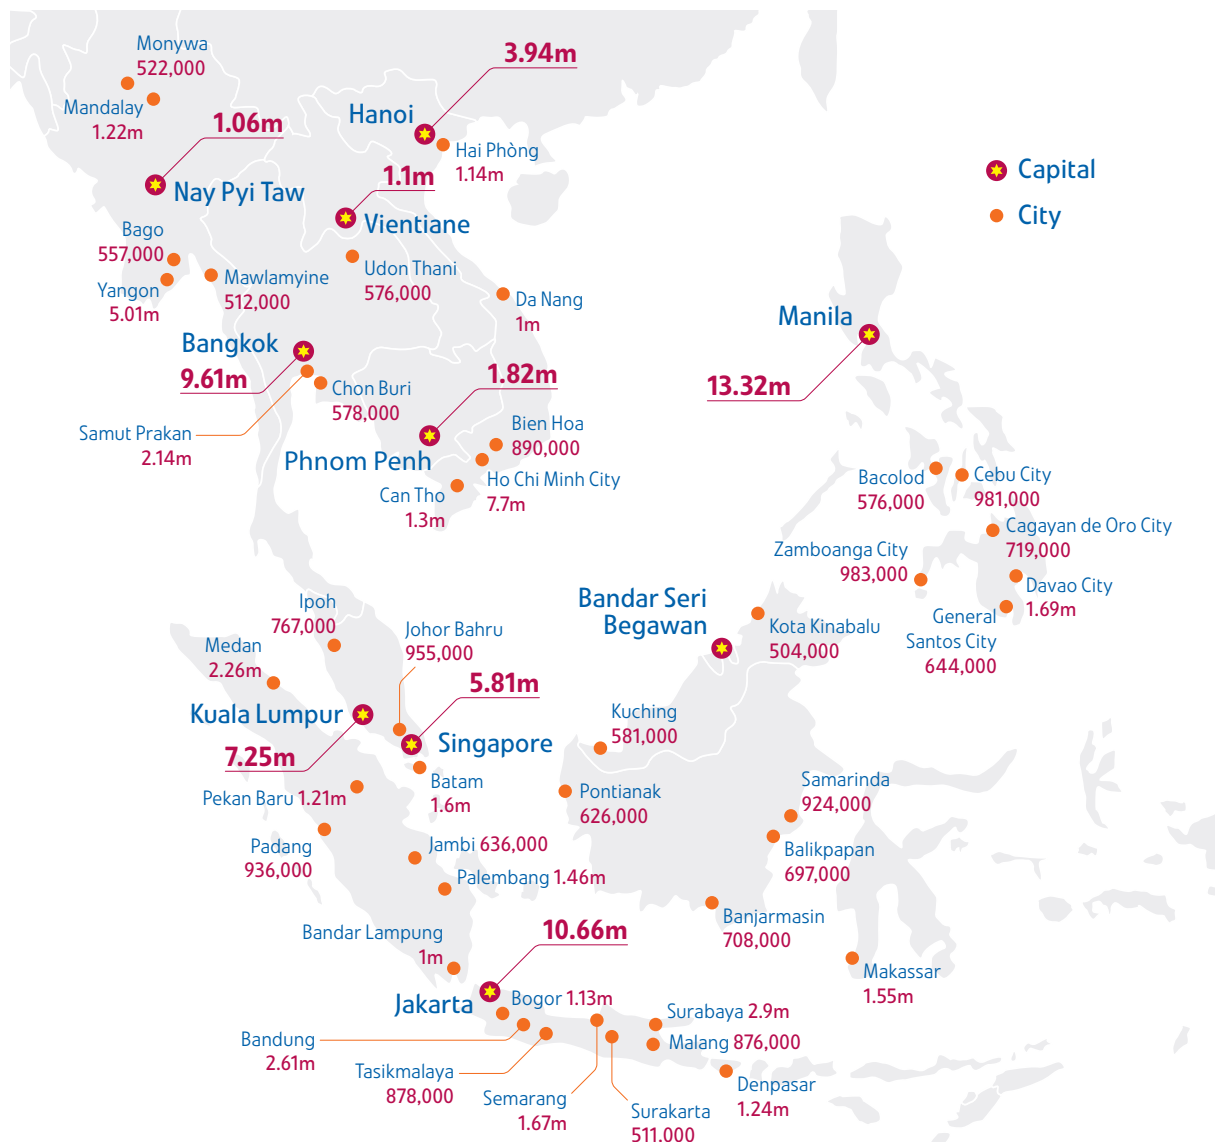 Monywa
522,000
Mandalay
1.22m
1.06m
Nay Pyi Taw
3.94m
Hanoi
Hai Phòng
1.14m
1.1m
Vientiane
Capital
City
Bago
557,000
Yangon
5.01m
Mawlamyine
512,000
Udon Thani
576,000
Da Nang
1m
Bangkok
9.61m
Chon Buri
578,000
Samut Prakan
2.14m
1.82m
Phnom Penh
Bien Hoa
890,000
Ho Chi Minh City
7.7m
Can Tho
1.3m
Manila
13.32m
Bacolod
576,000
Cebu City
981,000
Cagayan de Oro City
719,000
Zamboanga City
983,000
Davao City
1.69m
General
Santos City
644,000
Bandar Seri
Begawan
Kota Kinabalu
504,000
Ipoh
767,000
Medan
2.26m
Johor Bahru
955,000
5.81m
Kuala Lumpur
7.25m
Singapore
Batam
1.6m
Kuching
581,000
Pekan Baru 1.21m
Pontianak
626,000
Samarinda
924,000
Padang
936,000
Jambi 636,000
Balikpapan
697,000
Palembang 1.46m
Banjarmasin
708,000
Bandar Lampung
1m
10.66m
Makassar
1.55m
Jakarta
Bogor 1.13m
Surabaya 2.9m
Bandung
2.61m
Malang 876,000
Tasikmalaya
878,000
Semarang
1.67m
Surakarta
511,000
Denpasar
1.24m